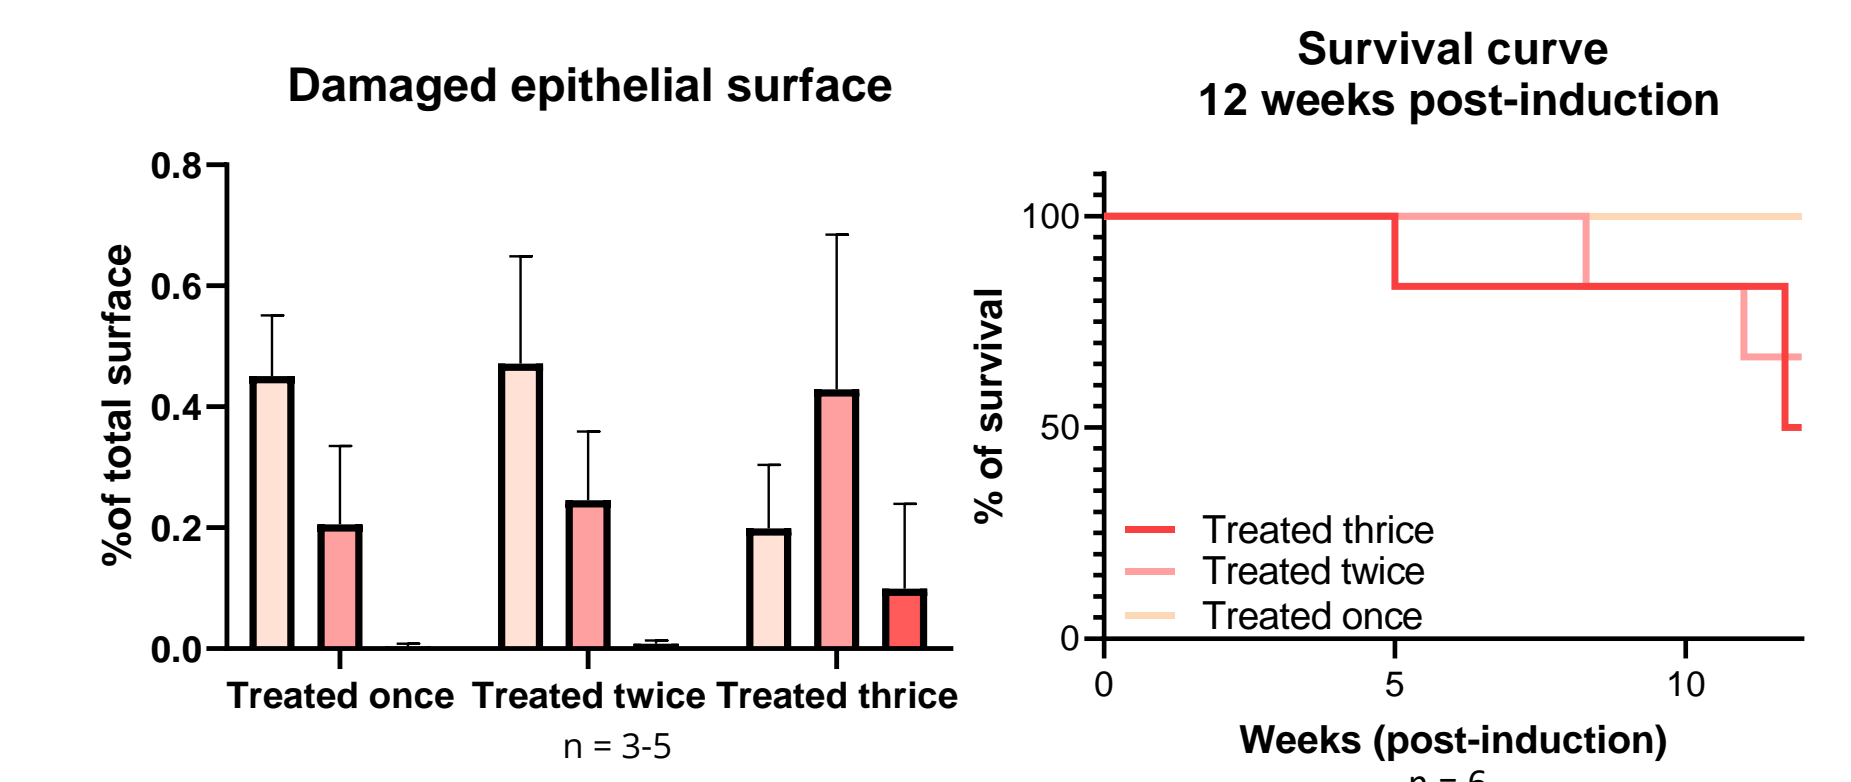 Damaged epithelial surface
%of total surface
0.8
0.6
0.4
0.2
0.0
Treated once Treated twice Treated thrice
n = 3-5
Survival curve
12 weeks post-induction
% of survival
100
50
0
Treated thrice
Treated twice
Treated once
0 5 10
Weeks (post-induction)
n = 6